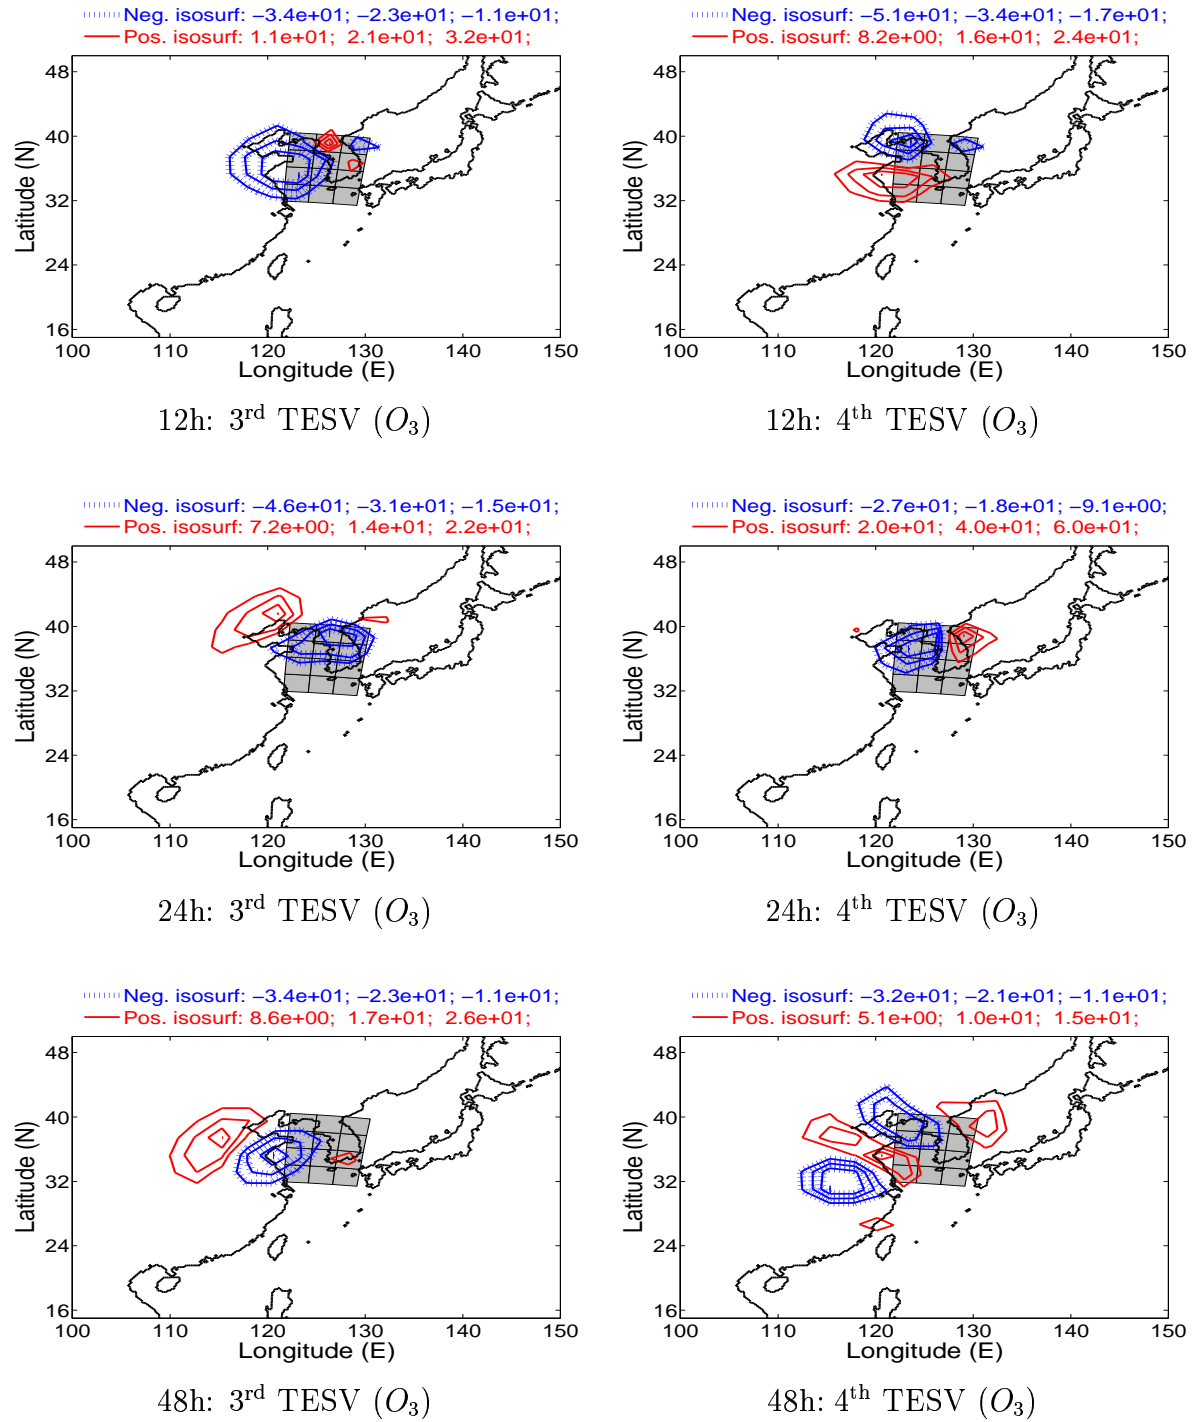 Neg. isosurf: −3.4e+01; −2.3e+01; −1.1e+01;
Pos. isosurf: 1.1e+01; 2.1e+01; 3.2e+01;
48
40
32
24
16
Latitude (N)
100 110 120 130 140 150
Longitude (E)
12h: 3rd TESV (O3)
Neg. isosurf: −5.1e+01; −3.4e+01; −1.7e+01;
Pos. isosurf: 8.2e+00; 1.6e+01; 2.4e+01;
48
40
32
24
16
Latitude (N)
100 110 120 130 140 150
Longitude (E)
12h: 4th TESV (O3)
Neg. isosurf: −4.6e+01; −3.1e+01; −1.5e+01;
Pos. isosurf: 7.2e+00; 1.4e+01; 2.2e+01;
48
40
32
24
16
Latitude (N)
100 110 120 130 140 150
Longitude (E)
24h: 3rd TESV (O3)
Neg. isosurf: −2.7e+01; −1.8e+01; −9.1e+00;
Pos. isosurf: 2.0e+01; 4.0e+01; 6.0e+01;
48
40
32
24
16
Latitude (N)
100 110 120 130 140 150
Longitude (E)
24h: 4th TESV (O3)
Neg. isosurf: −3.4e+01; −2.3e+01; −1.1e+01;
Pos. isosurf: 8.6e+00; 1.7e+01; 2.6e+01;
48
40
32
24
16
Latitude (N)
100 110 120 130 140 150
Longitude (E)
48h: 3rd TESV (O3)
Neg. isosurf: −3.2e+01; −2.1e+01; −1.1e+01;
Pos. isosurf: 5.1e+00; 1.0e+01; 1.5e+01;
48
40
32
24
16
Latitude (N)
100 110 120 130 140 150
Longitude (E)
48h: 4th TESV (O3)